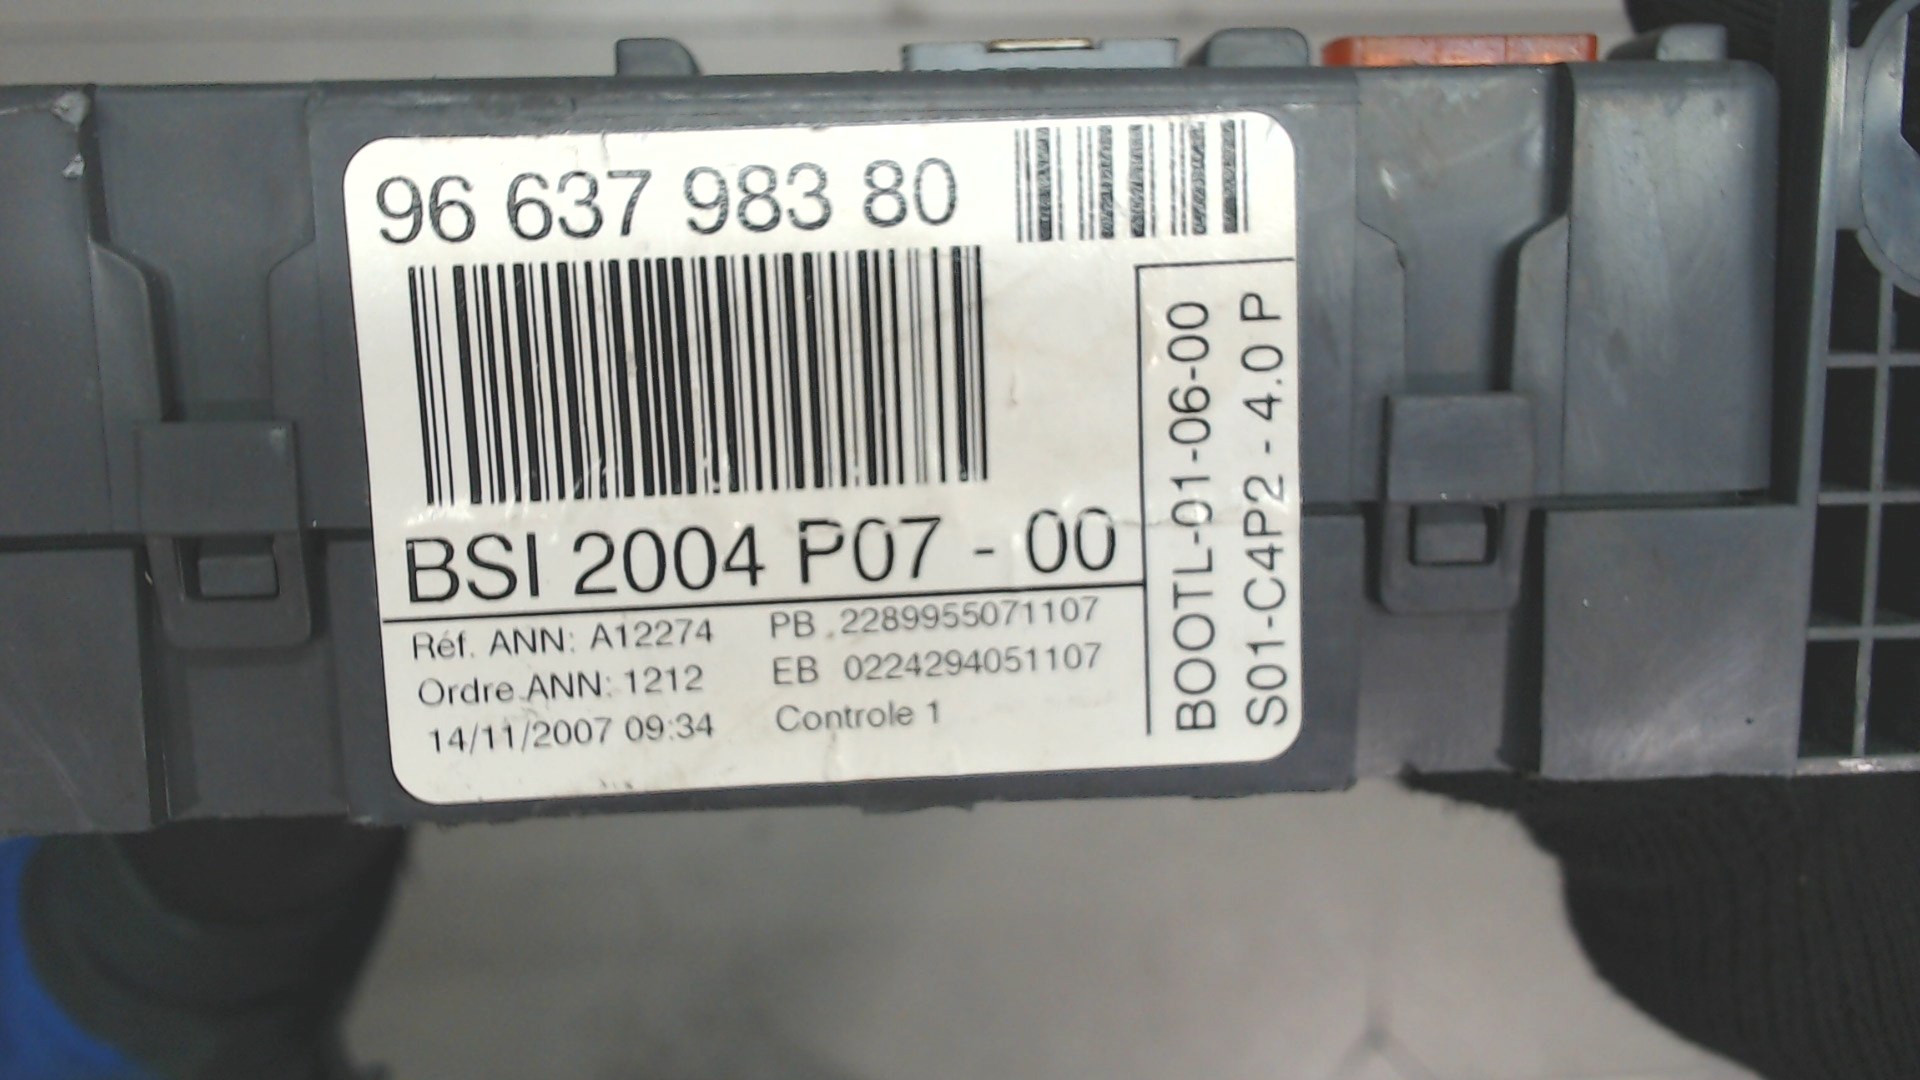 96 637 983 80
BSI 2004 P07 - 00
Réf. ANN: A12274
Ordre ANN: 1212
14/11/2007 09:34
PB 2289955071107
EB 0224294051107
Controle 1
BOOTL-01-06-00
S01-C4P2 - 4.0 P